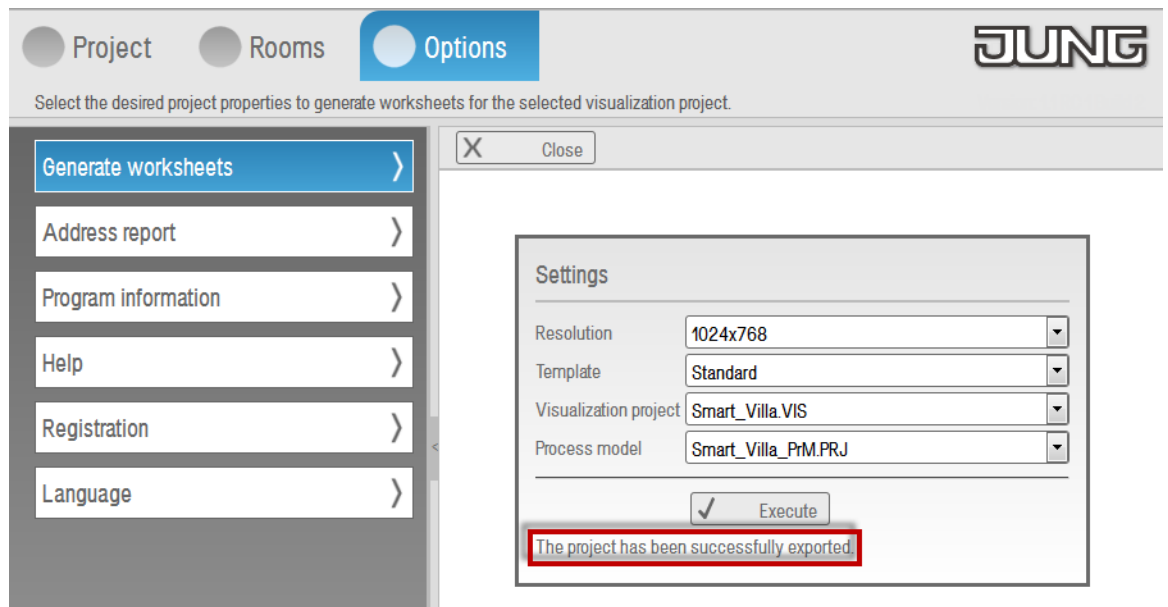 Project
Rooms
Options
JUNG
Select the desired project properties to generate worksheets for the selected visualization project.
Generate worksheets
Address report
Program information
Help
Registration
Language
X Close
Settings
Resolution 1024x768
Template Standard
Visualization project Smart_Villa.VIS
Process model Smart_Villa_PrM.PRJ
Execute
The project has been successfully exported.